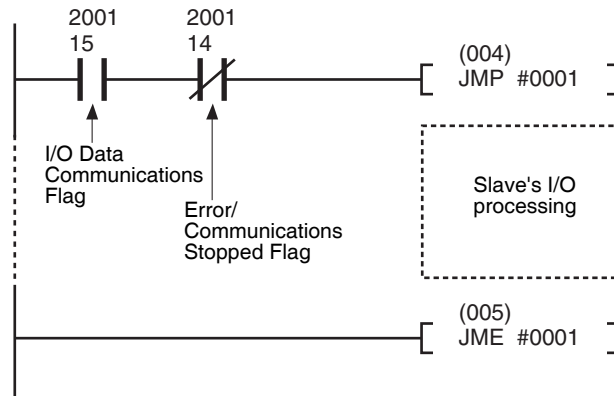 2001 2001
15 14
(004)
JMP #0001
I/O Data
Communications
Flag
Error/
Communications
Stopped Flag
Slave's I/O
processing
(005)
JME #0001